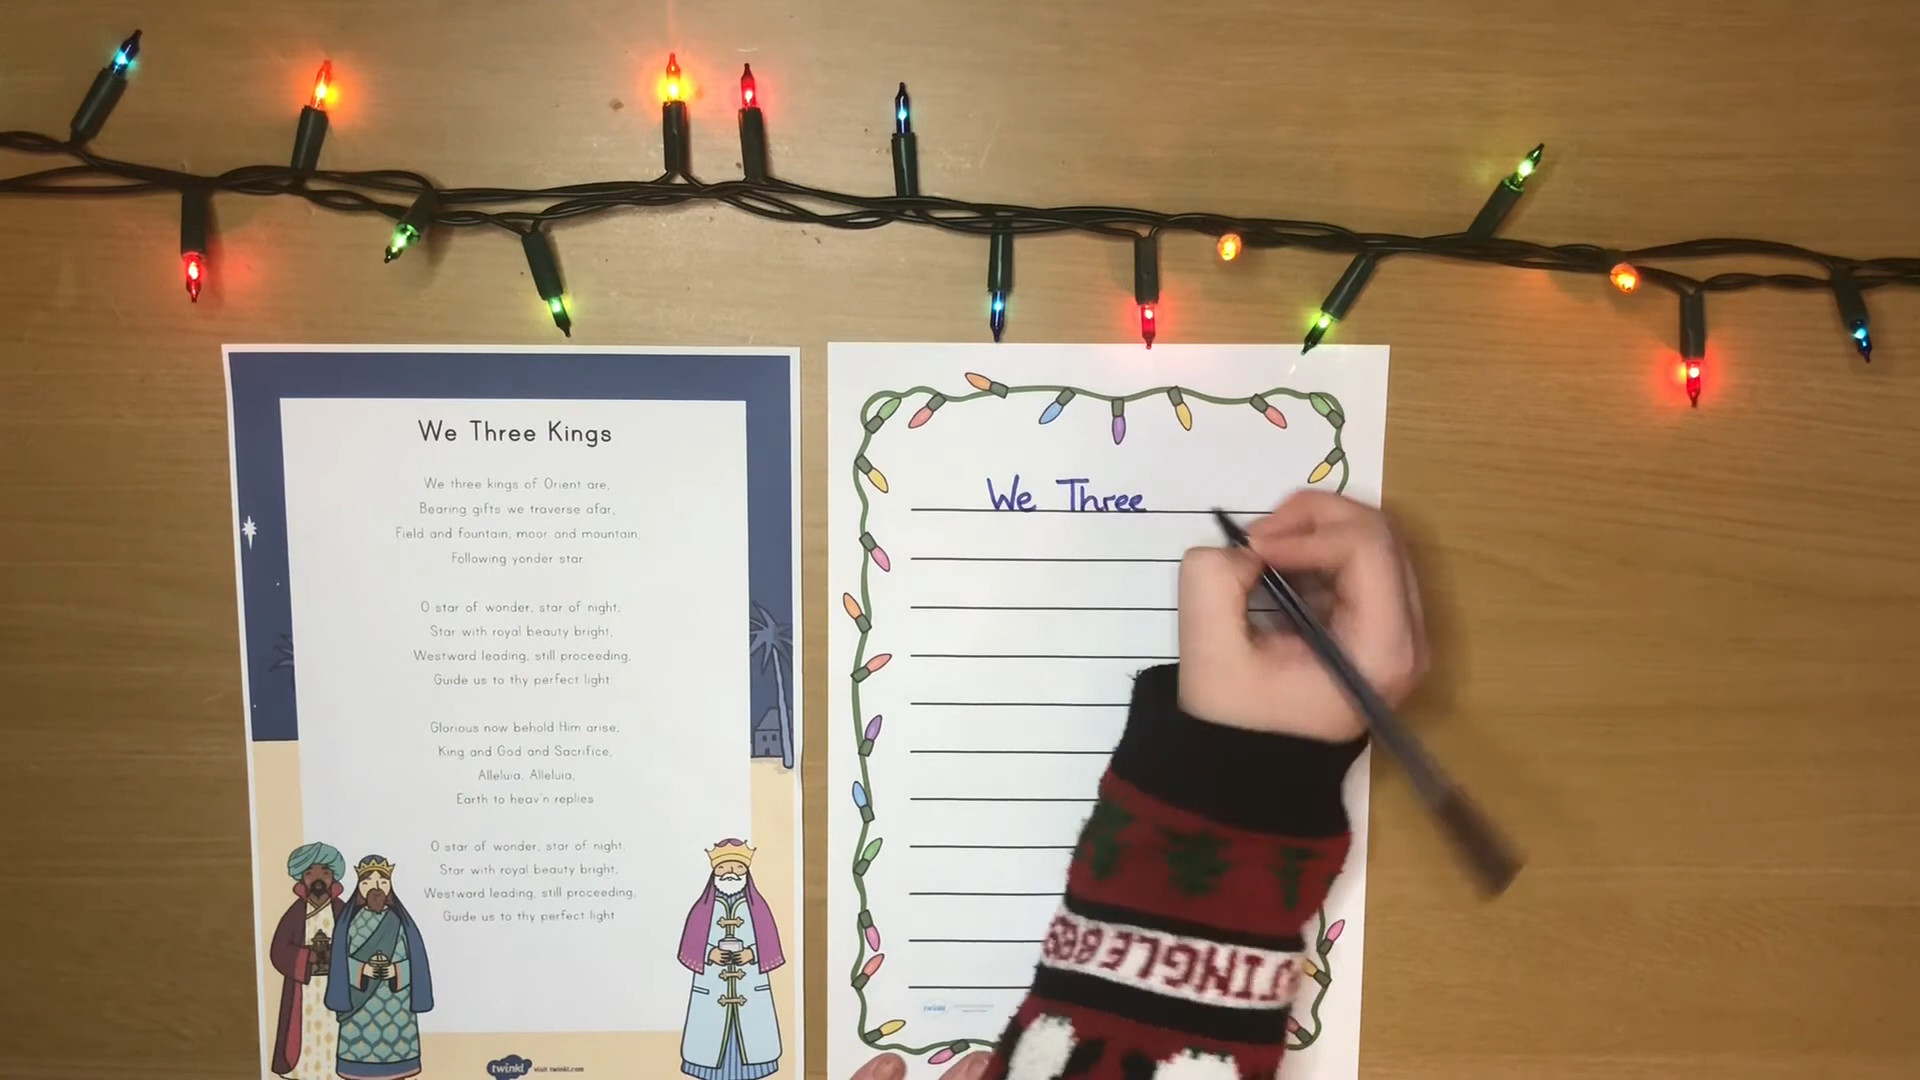 We Three Kings
We three kings of Orient are,
Bearing gifts we traverse afar,
Field and fountain, moor and mountain,
Following yonder star.
O star of wonder, star of night,
Star with royal beauty bright,
Westward leading, still proceeding,
Guide us to thy perfect light
Glorious now behold Him arise,
King and God and Sacrifice,
Alleluia, Alleluia,
Earth to heav'n replies
O star of wonder, star of night,
Star with royal beauty bright,
Westward leading, still proceeding,
Guide us to thy perfect light
twinkl visit twinkl.com
We Three
twinkl
JINGLE